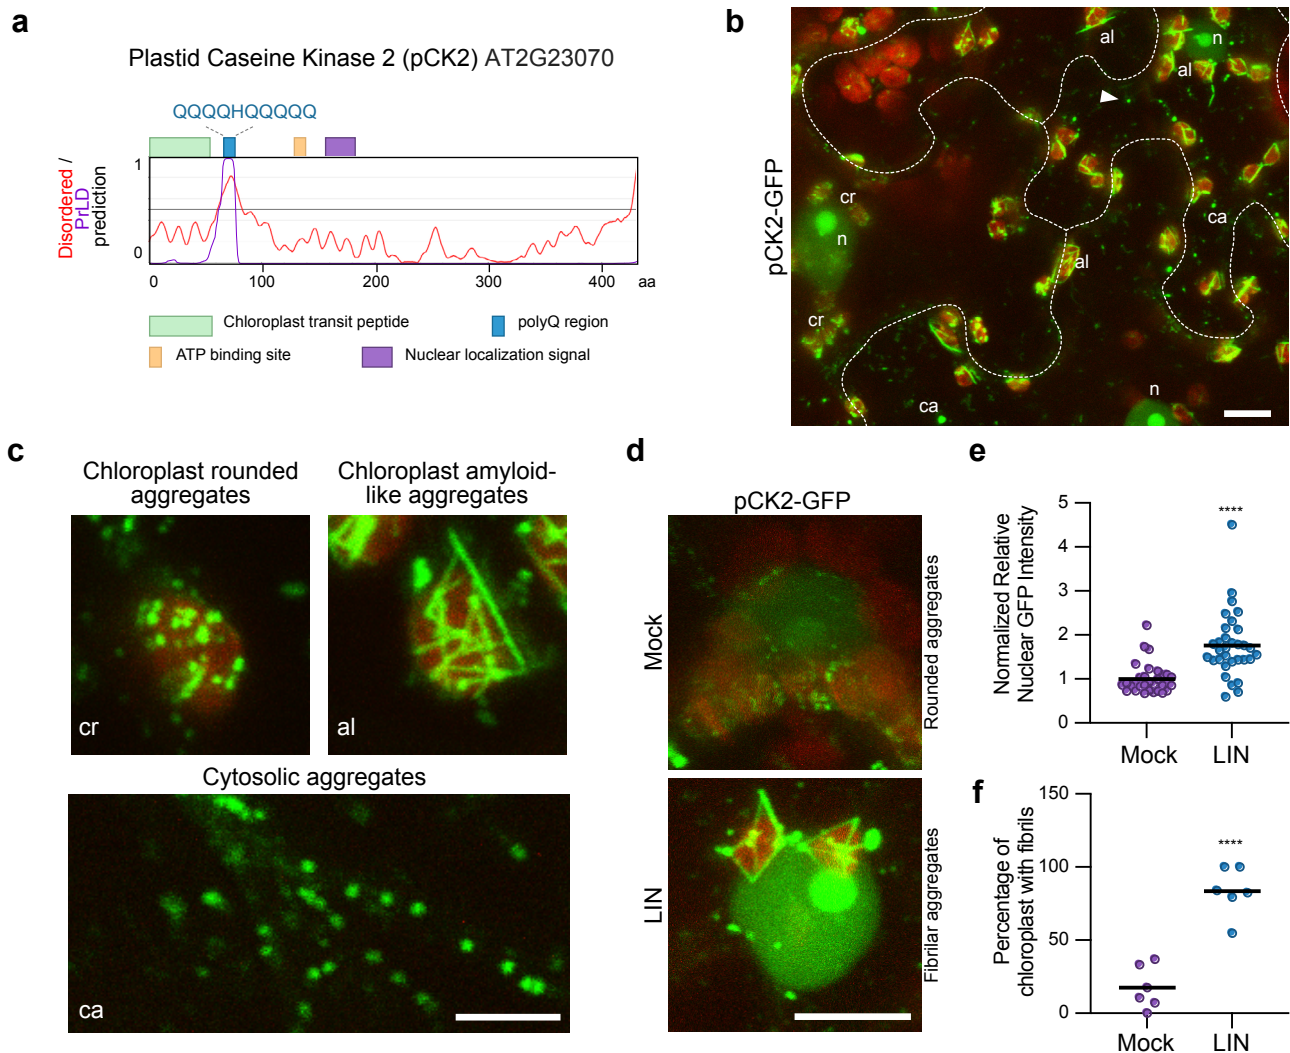 a
Plastid Caseine Kinase 2 (pCK2) AT2G23070
QQQQHQQQQQ
Disordered /
PrLD
prediction
1
0
0
100
200
300
400
aa
Chloroplast transit peptide
polyQ region
ATP binding site
Nuclear localization signal
b
pCK2-GFP
al
n
al
cr
n
ca
al
cr
ca
n
c
Chloroplast rounded
aggregates
Chloroplast amyloid-
like aggregates
cr
al
Cytosolic aggregates
ca
d
pCK2-GFP
Mock
Rounded aggregates
LIN
Fibrilar aggregates
e
Normalized Relative
Nuclear GFP Intensity
5
4
3
2
1
0
****
Mock
LIN
f
Percentage of
chloroplast with fibrils
150
100
50
0
****
Mock
LIN